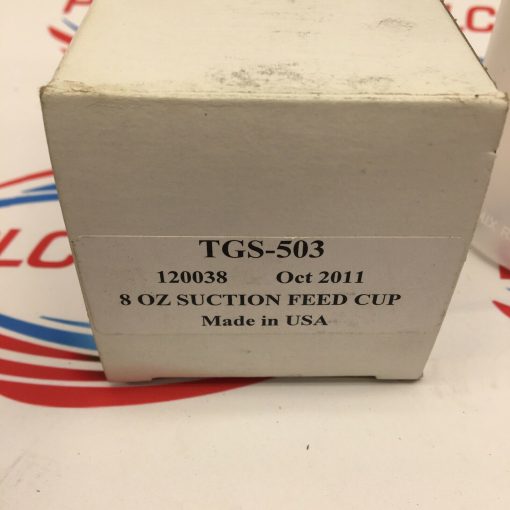 TGS-503
120038 Oct 2011
8 OZ SUCTION FEED CUP
Made in USA